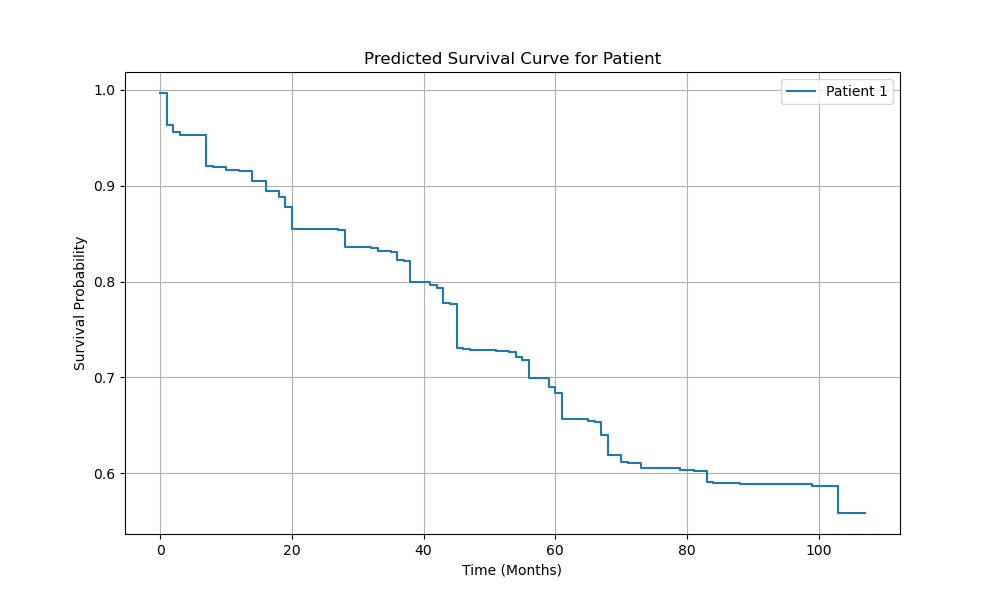 Predicted Survival Curve for Patient
Patient 1
1.0
0.9
0.8
0.7
0.6
Survival Probability
0 20 40 60 80 100
Time (Months)